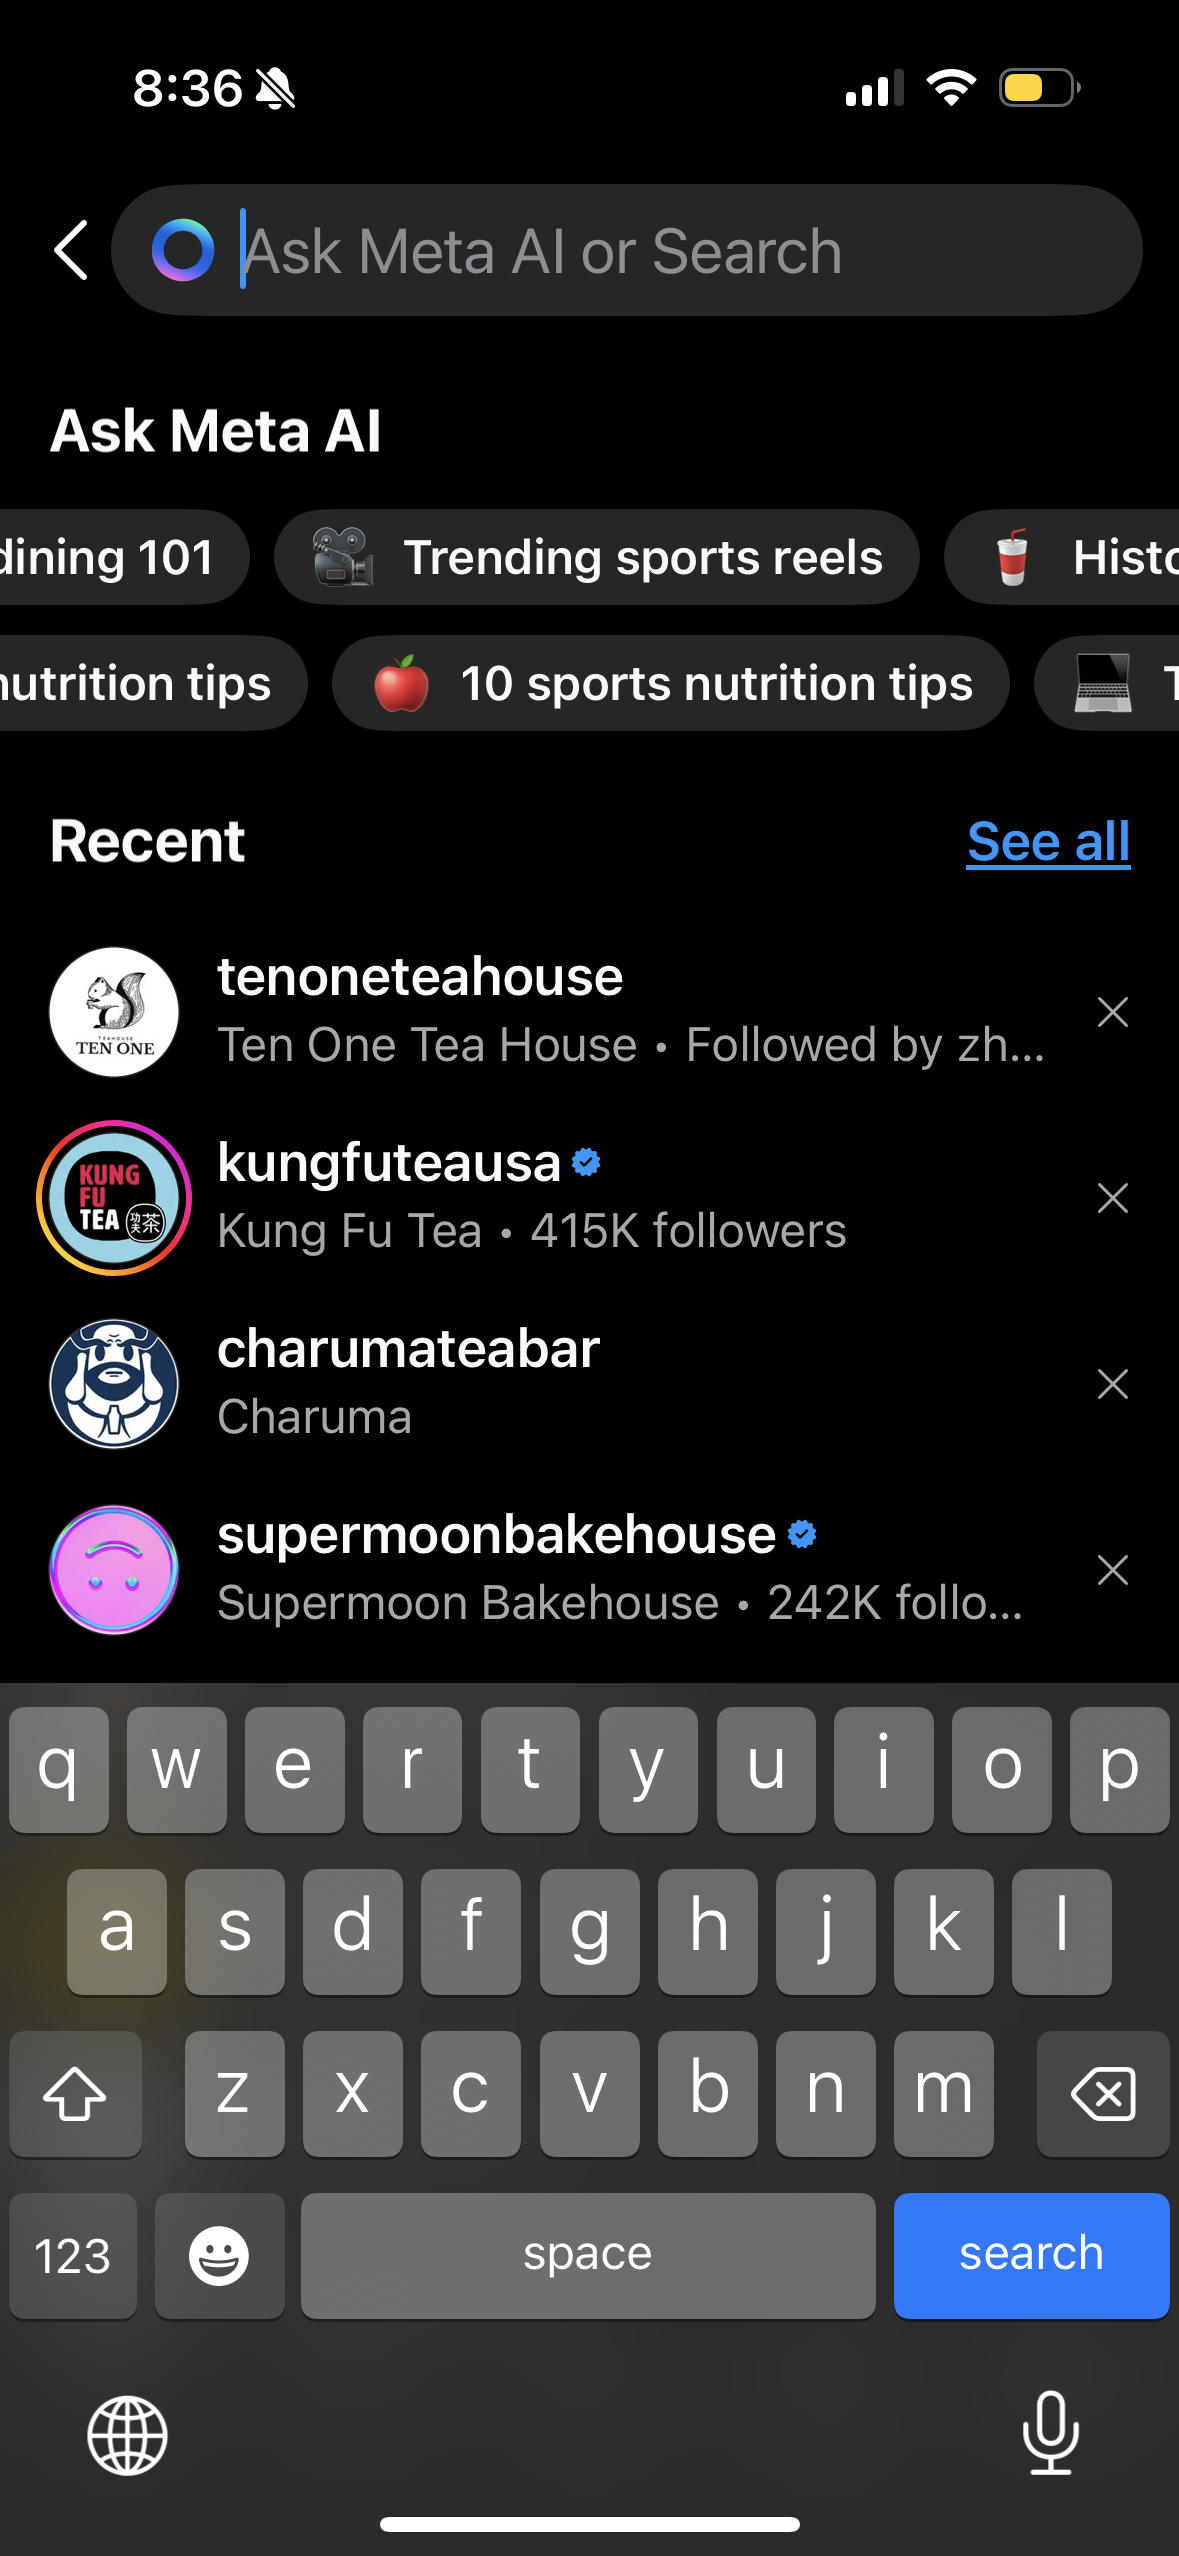 8:36
Ask Meta AI or Search
Ask Meta AI
dining 101
Trending sports reels
Histo
nutrition tips
10 sports nutrition tips
T
Recent
See all
tenoneteahouse
Ten One Tea House • Followed by zh...
TEAHOUSE
TEN ONE
kungfuteausa
Kung Fu Tea • 415K followers
KUNG
FU
TEA
功夫茶
charumateabar
Charuma
supermoonbakehouse
Supermoon Bakehouse • 242K follo...
q w e r t y u i o p
a s d f g h j k l
z x c v b n m
123
space
search